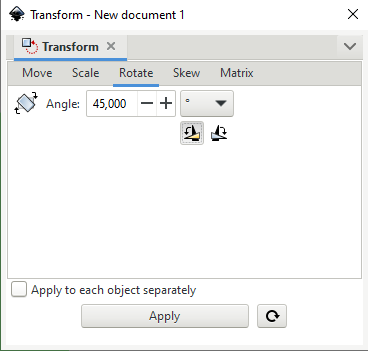 Transform - New document 1
Transform
Move Scale Rotate Skew Matrix
Angle: 45,000 °
Apply to each object separately
Apply